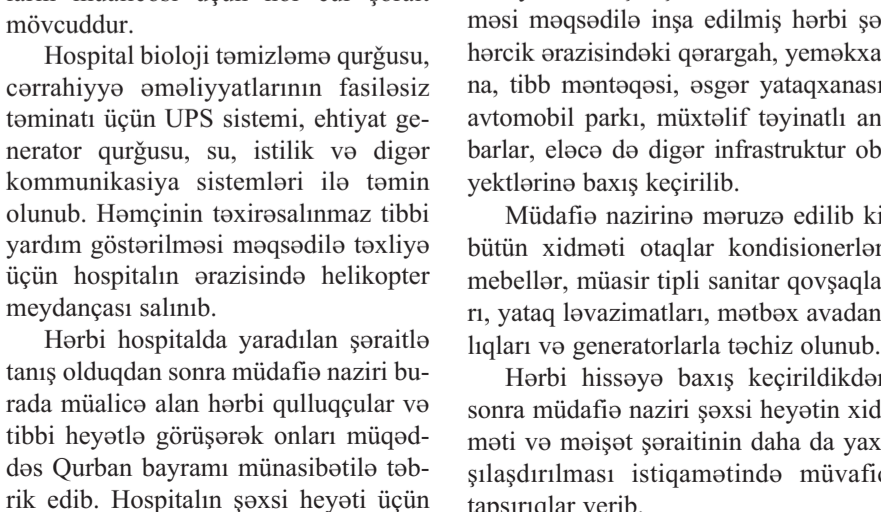 mövcuddur.
Hospital bioloji təmizləmə qurğusu,
cərrahiyyə əməliyyatlarının fasiləsiz
təminatı üçün UPS sistemi, ehtiyat ge-
nerator qurğusu, su, istilik və digər
kommunikasiya sistemləri ilə təmin
olunub. Həmçinin təxirəsalınmaz tibbi
yardım göstərilməsi məqsədilə təxliyə
üçün hospitalın ərazisində helikopter
meydançası salınıb.
Hərbi hospitalda yaradılan şəraitlə
tanış olduqdan sonra müdafiə naziri bu-
rada müalicə alan hərbi qulluqçular və
tibbi heyətlə görüşərək onları müqəd-
dəs Qurban bayramı münasibətilə təb-
rik edib. Hospitalın şəxsi heyəti üçün
məsi məqsədilə inşa edilmiş hərbi şə
hərcik ərazisindəki qərargah, yeməkxa
na, tibb məntəqəsi, əsgər yataqxanası
avtomobil parkı, müxtəlif təyinatlı an
barlar, eləcə də digər infrastruktur ob
yektlərinə baxış keçirilib.
Müdafiə nazirinə məruzə edilib ki
bütün xidməti otaqlar kondisionerlər
mebellər, müasir tipli sanitar qovşaqla
rı, yataq ləvazimatları, mətbəx avadan
lıqları və generatorlarla təchiz olunub.
Hərbi hissəyə baxış keçirildikdən
sonra müdafiə naziri şəxsi heyətin xid
məti və məişət şəraitinin daha da yax
şılaşdırılması istiqamətində müvafiq
tapşırıqlar verib.